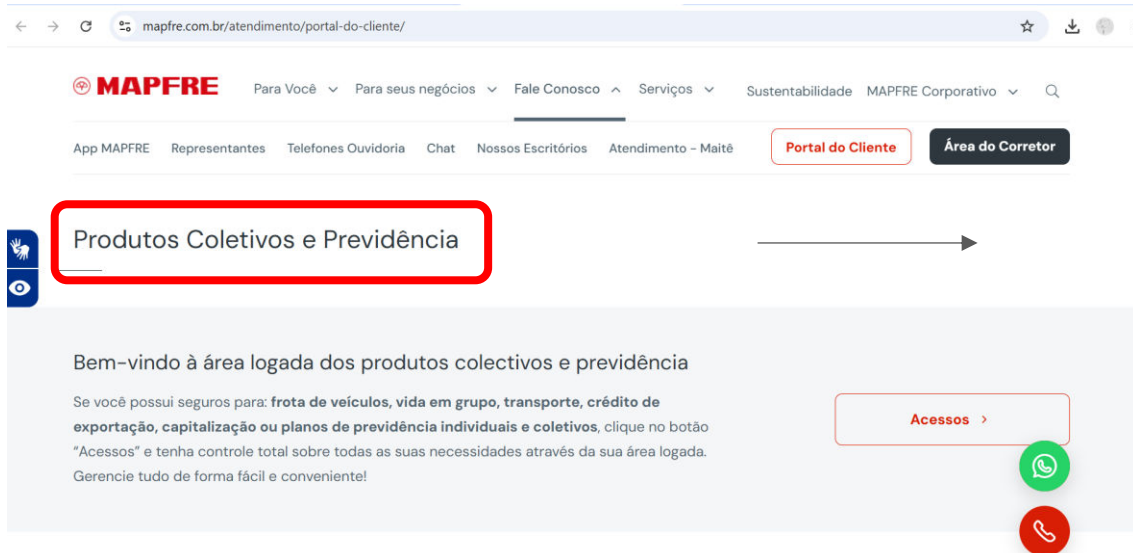 mapfre.com.br/atendimento/portal-do-cliente/
MAPFRE Para Você Para seus negócios Fale Conosco Serviços Sustentabilidade MAPFRE Corporativo
App MAPFRE Representantes Telefones Ouvidoria Chat Nossos Escritórios Atendimento - Maitê Portal do Cliente Área do Corretor
Produtos Coletivos e Previdência
Bem-vindo à área logada dos produtos colectivos e previdência
Se você possui seguros para: frota de veículos, vida em grupo, transporte, crédito de
exportação, capitalização ou planos de previdência individuais e coletivos, clique no botão
"Acessos" e tenha controle total sobre todas as suas necessidades através da sua área logada.
Gerencie tudo de forma fácil e conveniente!
Acessos >